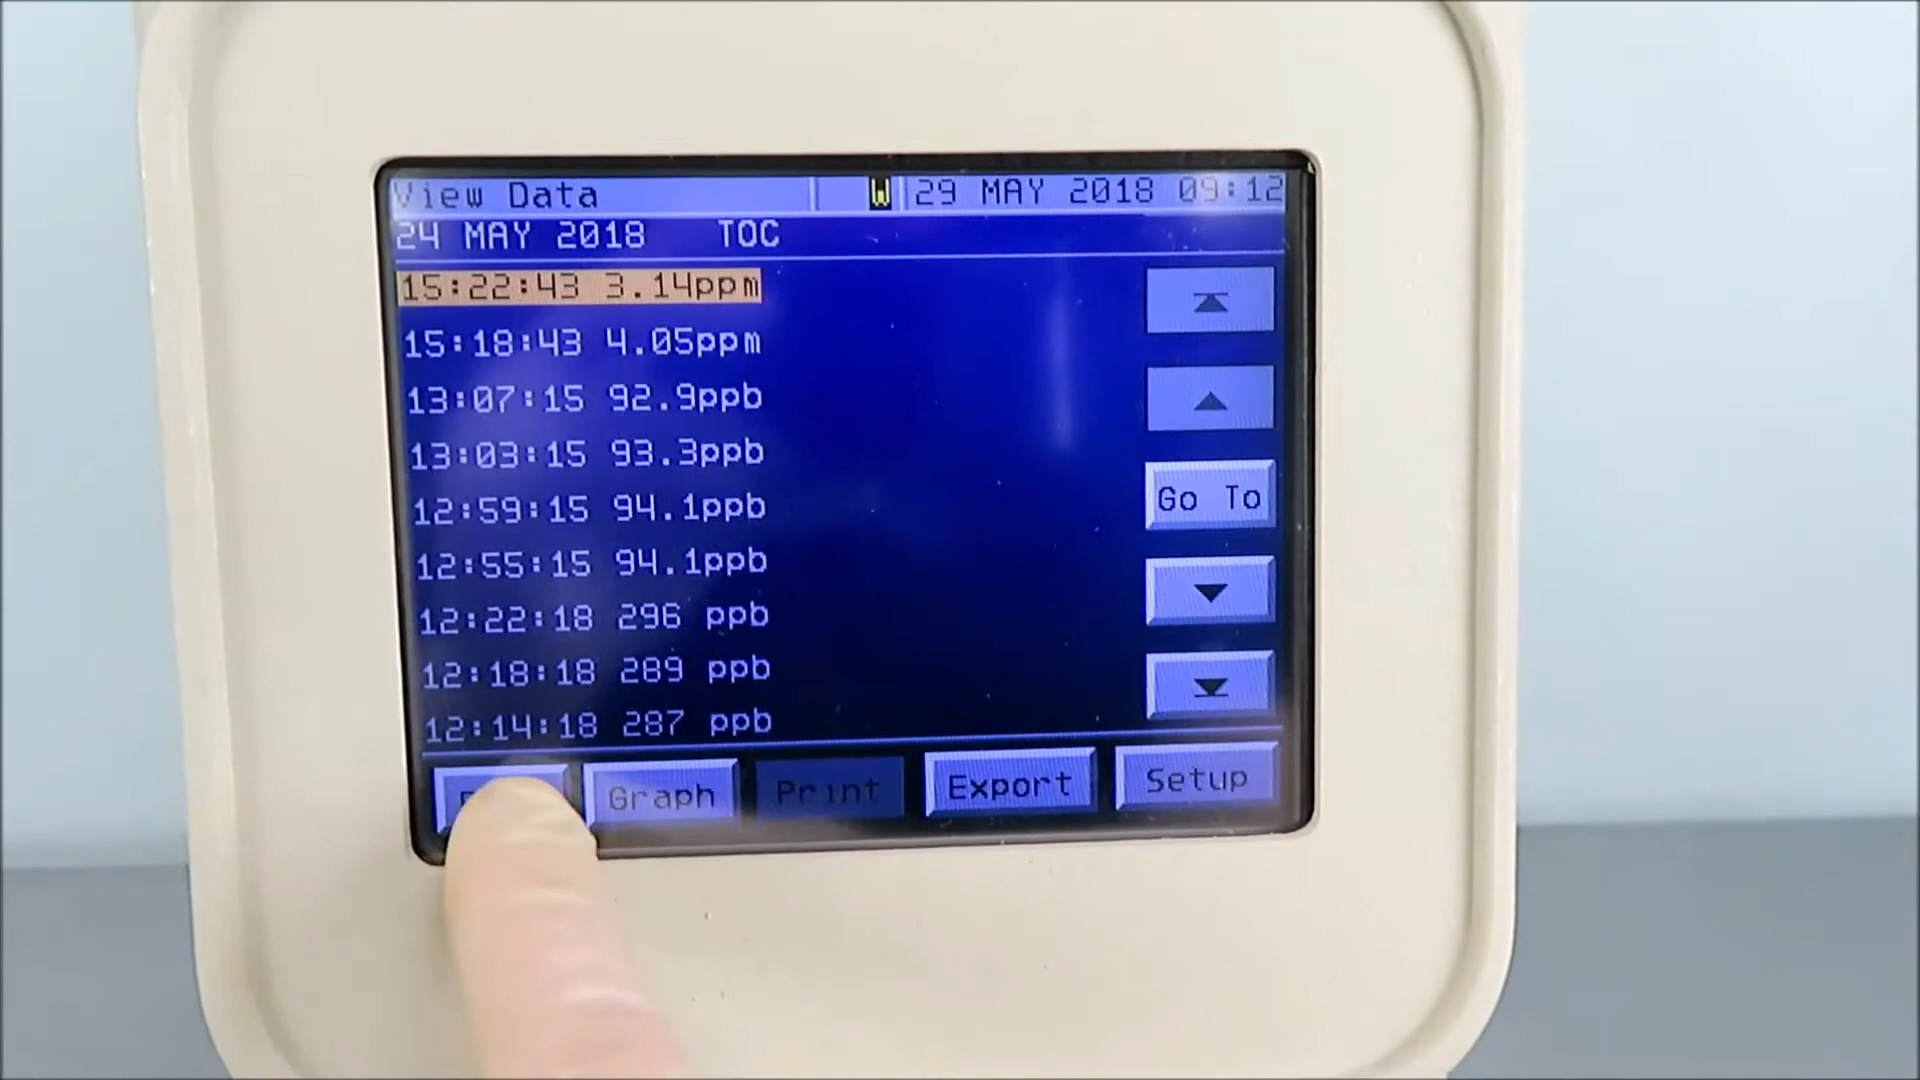 View Data W 29 MAY 2018 09:12
24 MAY 2018 TOC
15:22:43 3.14ppm
15:18:43 4.05ppm
13:07:15 92.9ppb
13:03:15 93.3ppb
12:59:15 94.1ppb
12:55:15 94.1ppb
12:22:18 296 ppb
12:18:18 289 ppb
12:14:18 287 ppb
Go To
Graph Print Export Setup